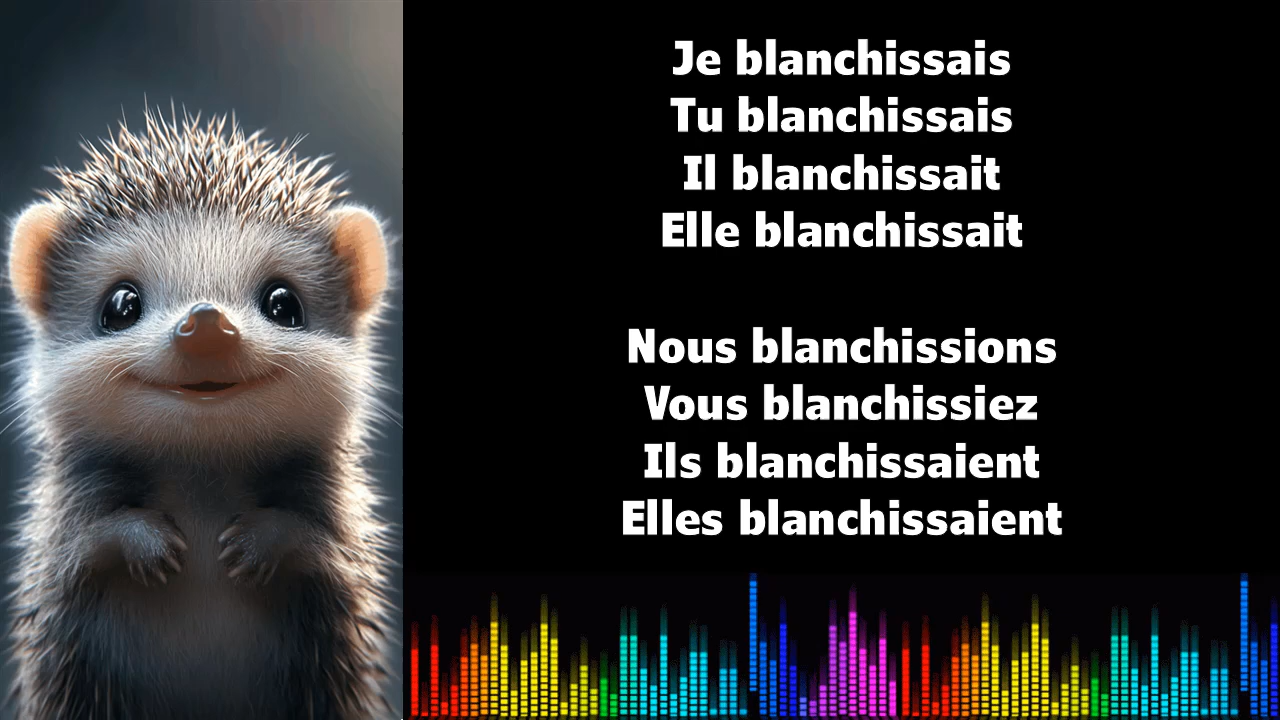 Je blanchissais
Tu blanchissais
Il blanchissait
Elle blanchissait
Nous blanchissions
Vous blanchissiez
Ils blanchissaient
Elles blanchissaient